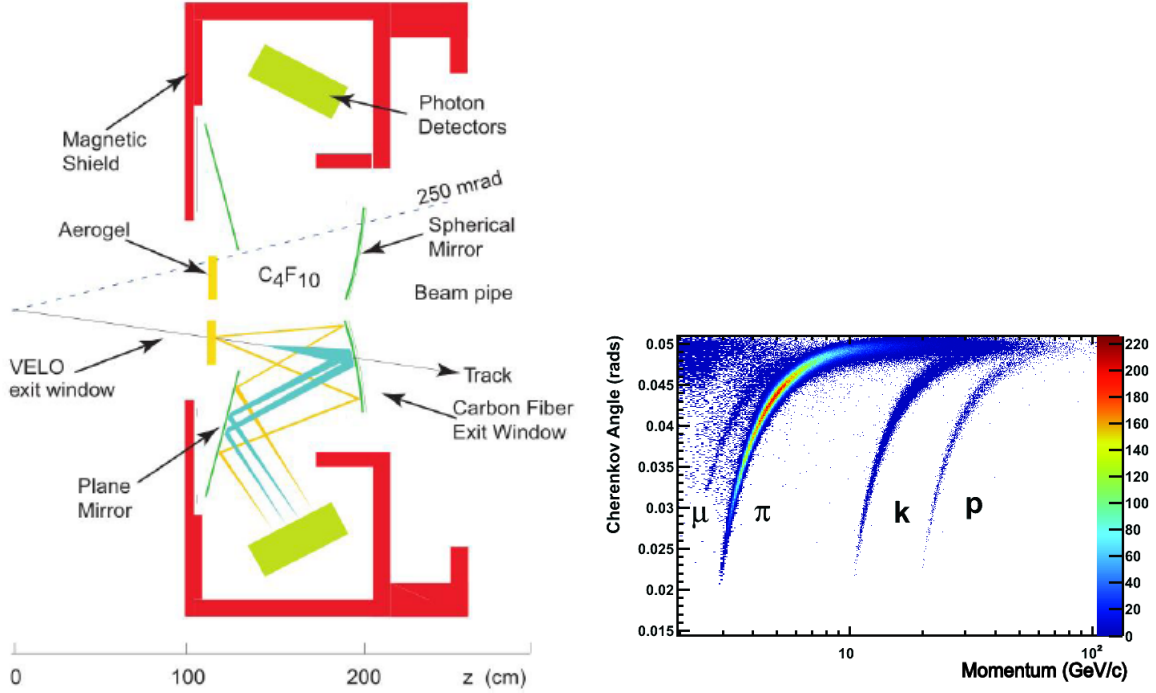 Magnetic
Shield
Photon
Detectors
250 mrad
Aerogel
C4F10
Spherical
Mirror
Beam pipe
VELO
exit window
Track
Carbon Fiber
Exit Window
Plane
Mirror
0
100
200
z (cm)
Cherenkov Angle (rads)
0.05
0.045
0.04
0.035
0.03
0.025
0.02
0.015
μ
π
k
p
10
10²
Momentum (GeV/c)
220
200
180
160
140
120
100
80
60
40
20
0